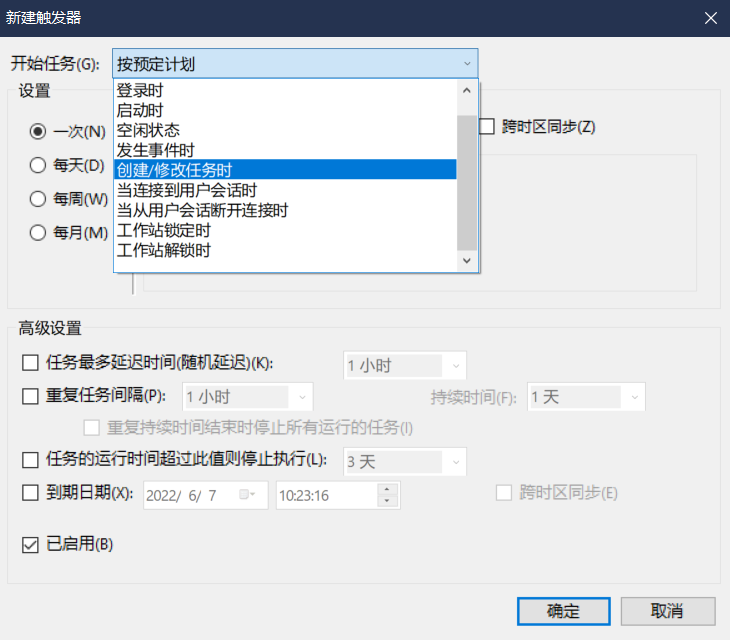 新建触发器
开始任务(G): 按预定计划
设置
登录时
启动时
空闲状态
发生事件时
创建/修改任务时
当连接到用户会话时
当从用户会话断开连接时
工作站锁定时
工作站解锁时
一次(N)
每天(D)
每周(W)
每月(M)
跨时区同步(Z)
高级设置
任务最多延迟时间(随机延迟)(K): 1 小时
重复任务间隔(P): 1 小时 持续时间(F): 1 天
重复持续时间结束时停止所有运行的任务(I)
任务的运行时间超过此值则停止执行(L): 3 天
到期日期(X): 2022/ 6/ 7 10:23:16 跨时区同步(E)
已启用(B)
确定 取消